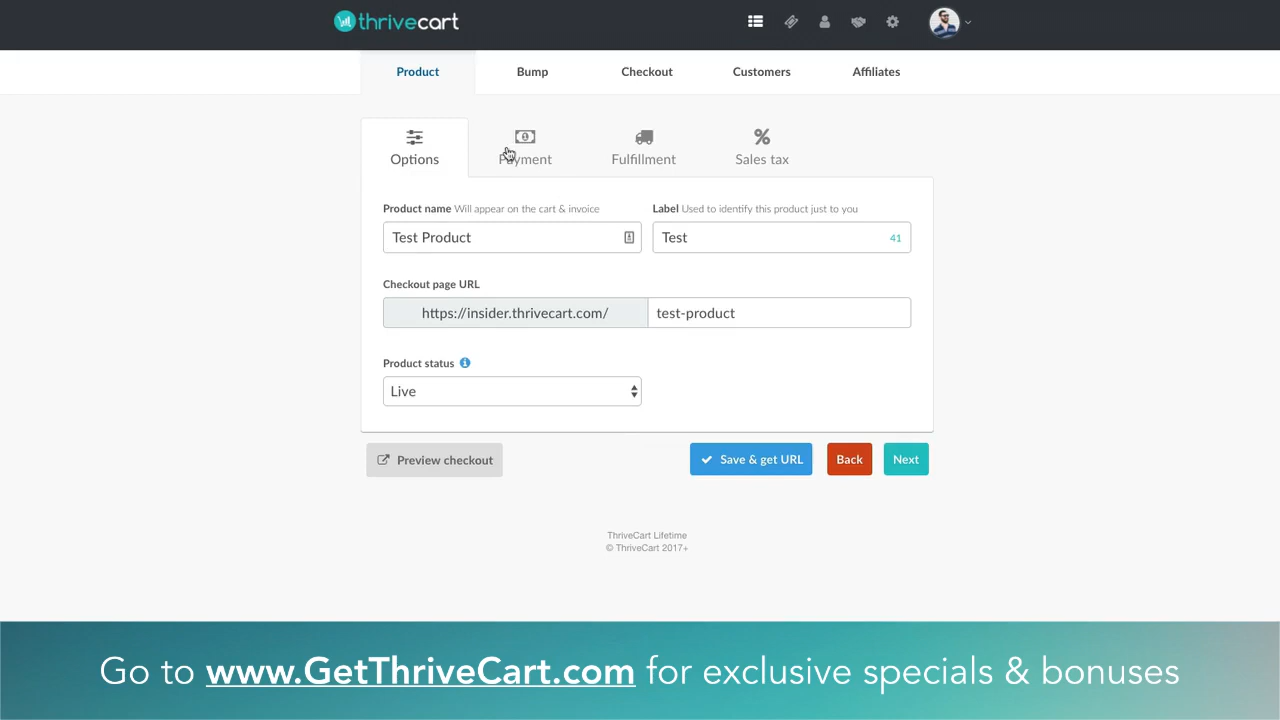 thrivecart
Product
Bump
Checkout
Customers
Affiliates
Options
Payment
Fulfillment
Sales tax
Product name Will appear on the cart & invoice
Label Used to identify this product just to you
Test Product
Test
41
Checkout page URL
https://insider.thrivecart.com/
test-product
Product status
Live
Preview checkout
Save & get URL
Back
Next
ThriveCart Lifetime
© ThriveCart 2017+
Go to www.GetThriveCart.com for exclusive specials & bonuses